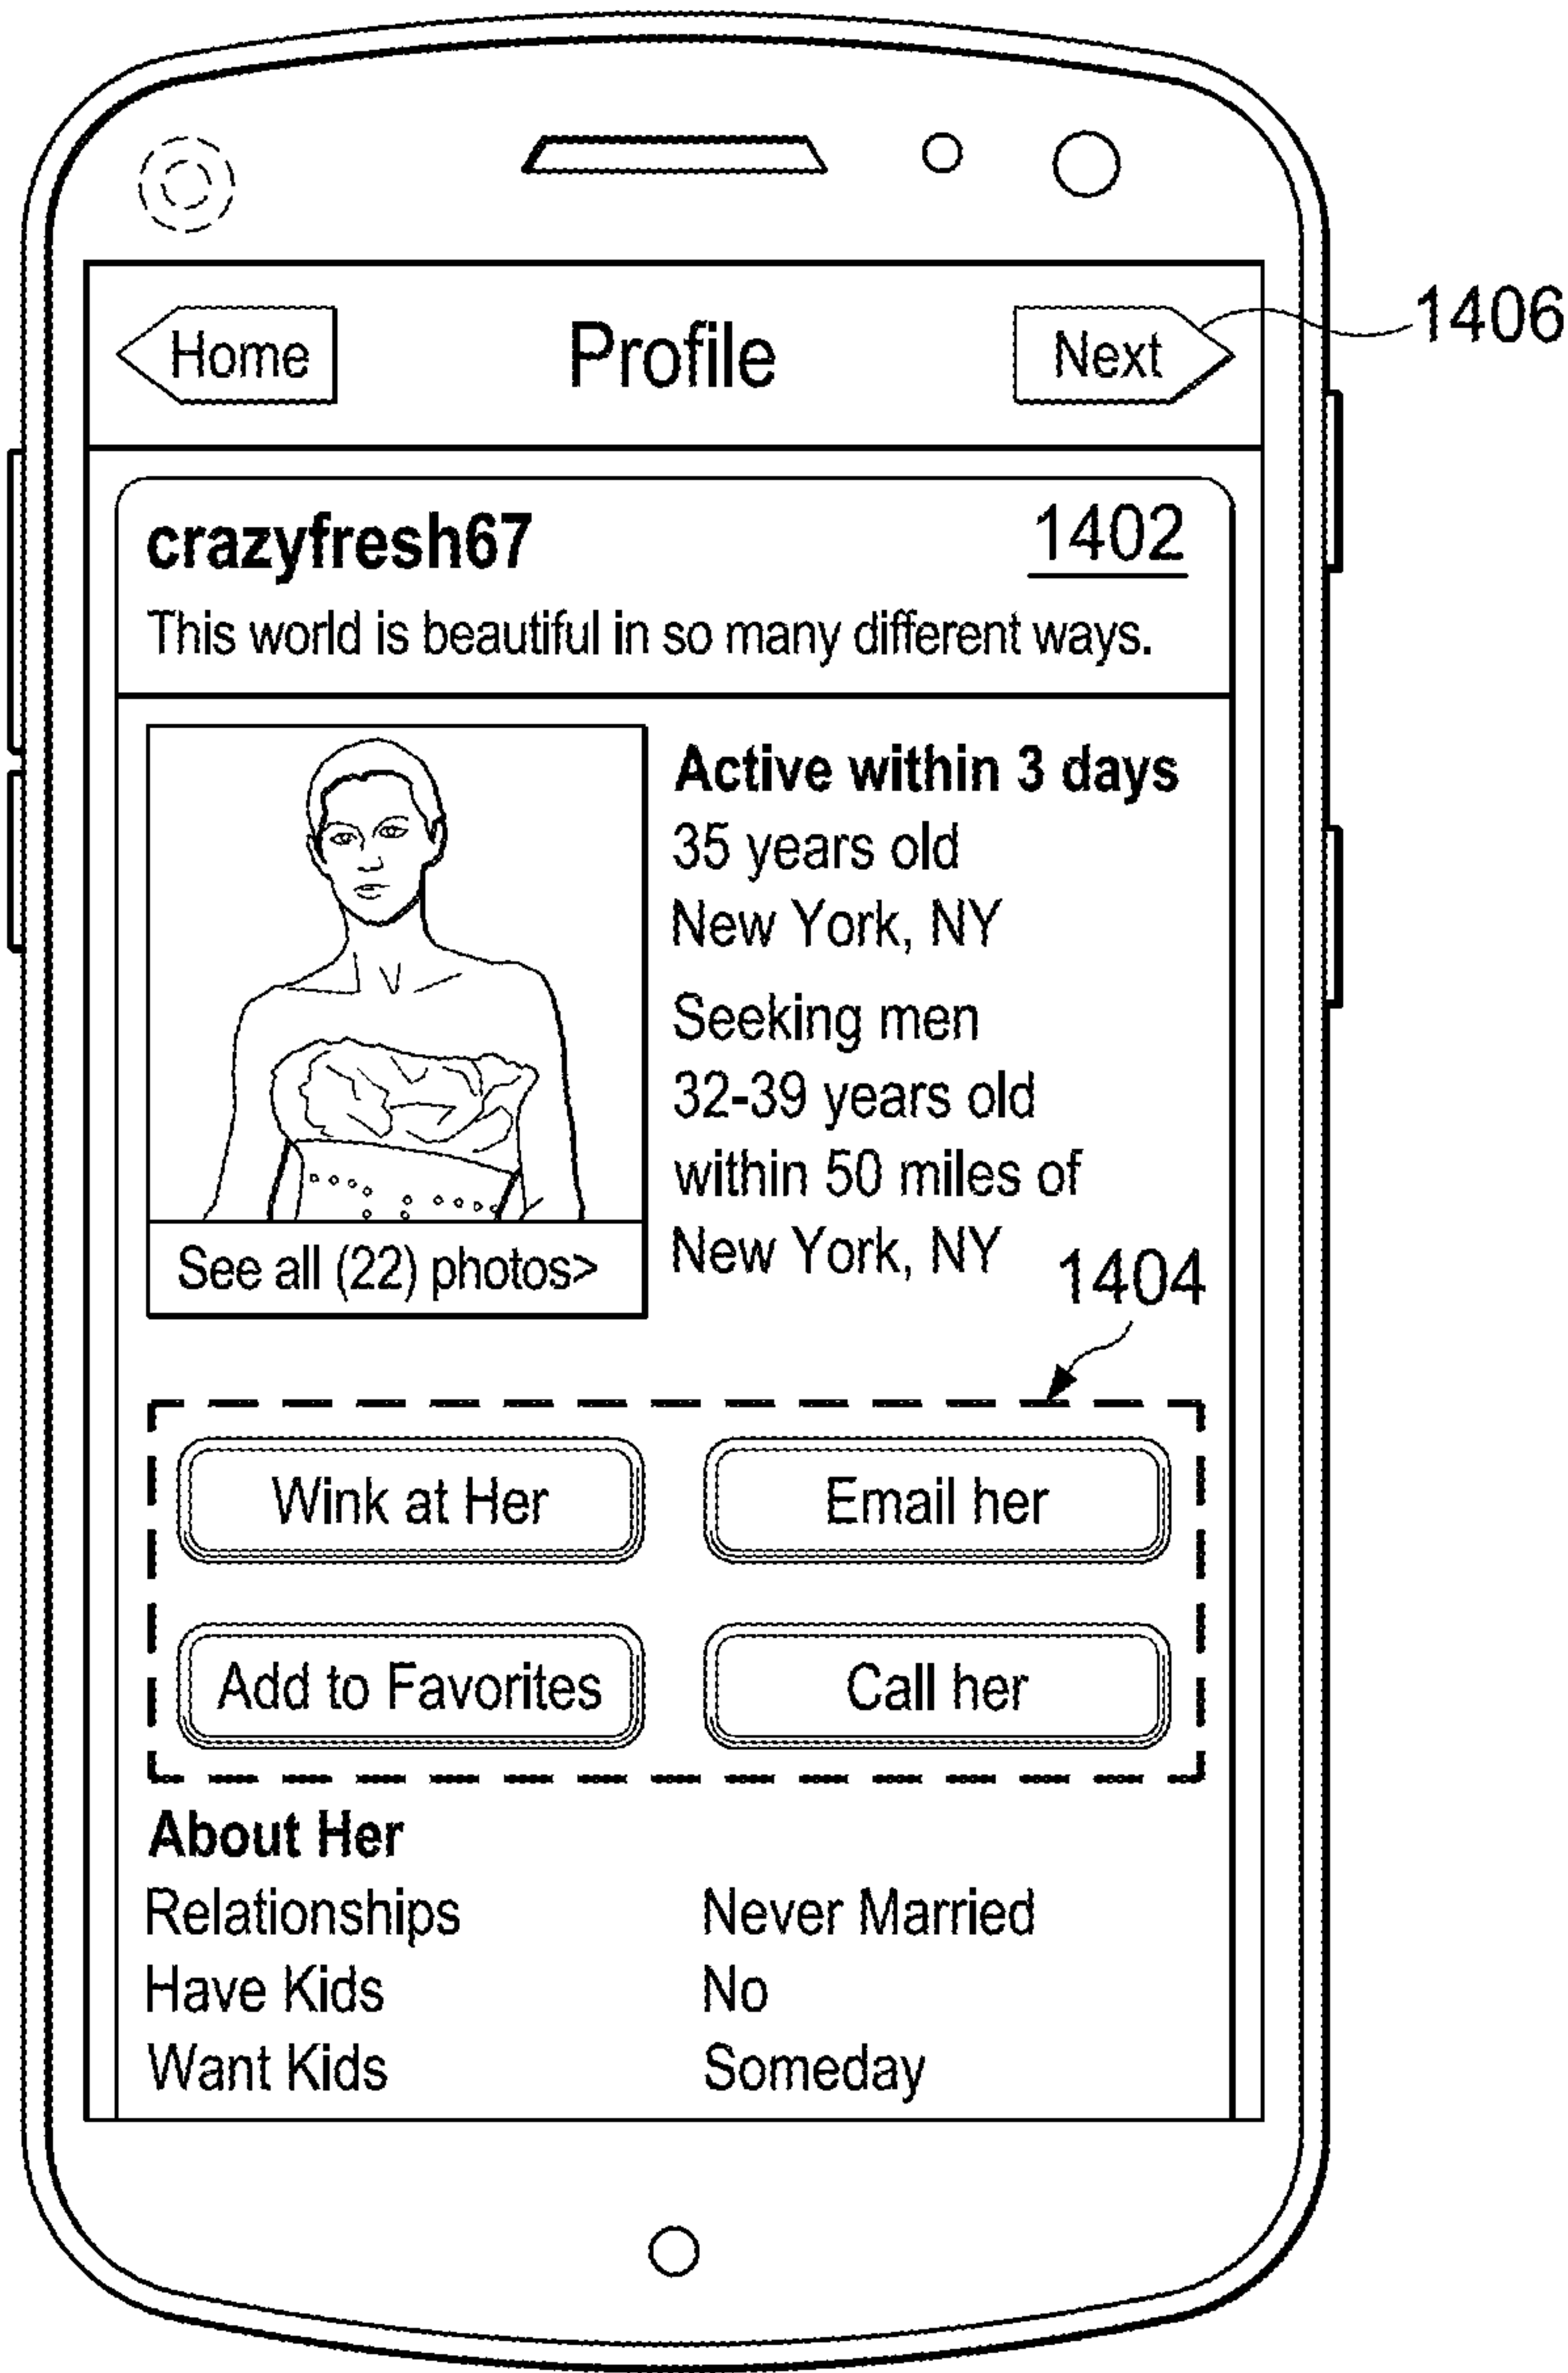 Home
Profile
Next
1406
crazyfresh67
1402
This world is beautiful in so many different ways.
Active within 3 days
35 years old
New York, NY
Seeking men
32-39 years old
within 50 miles of
New York, NY
See all (22) photos>
1404
Wink at Her
Email her
Add to Favorites
Call her
About Her
Relationships Never Married
Have Kids No
Want Kids Someday